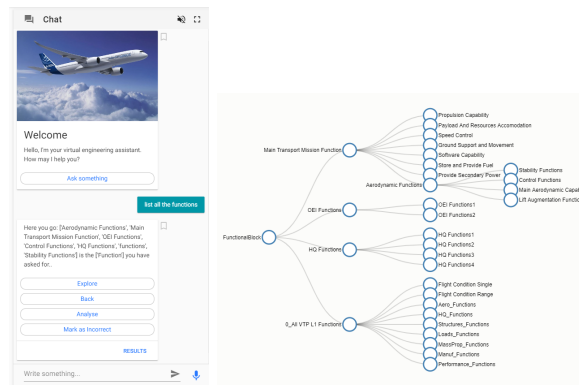 Chat
Welcome
Hello, I'm your virtual engineering assistant.
How may I help you?
Ask something
list all the functions
Here you go: ['Aerodynamic Functions', 'Main
Transport Mission Function', 'OEI Functions',
'Control Functions', 'HQ Functions', 'functions',
'Stability Functions'] is the [Function] you have
asked for..
Explore
Back
Analyse
Mark as Incorrect
RESULTS
Write something...
FunctionalBlock
Main Transport Mission Function
Propulsion Capability
Payload And Resources Accomodation
Speed Control
Ground Support and Movement
Software Capability
Store and Provide Fuel
Provide Secondary Power
Aerodynamic Functions
Stability Functions
Control Functions
Main Aerodynamic Capab
Lift Augmentation Functio
OEI Functions
OEI Functions1
OEI Functions2
HQ Functions
HQ Functions1
HQ Functions2
HQ Functions3
HQ Functions4
0_All VTP L1 Functions
Flight Condition Single
Flight Condition Range
Aero_Functions
HQ_Functions
Structures_Functions
Loads_Functions
MassProp_Functions
Manuf_Functions
Performance_Functions